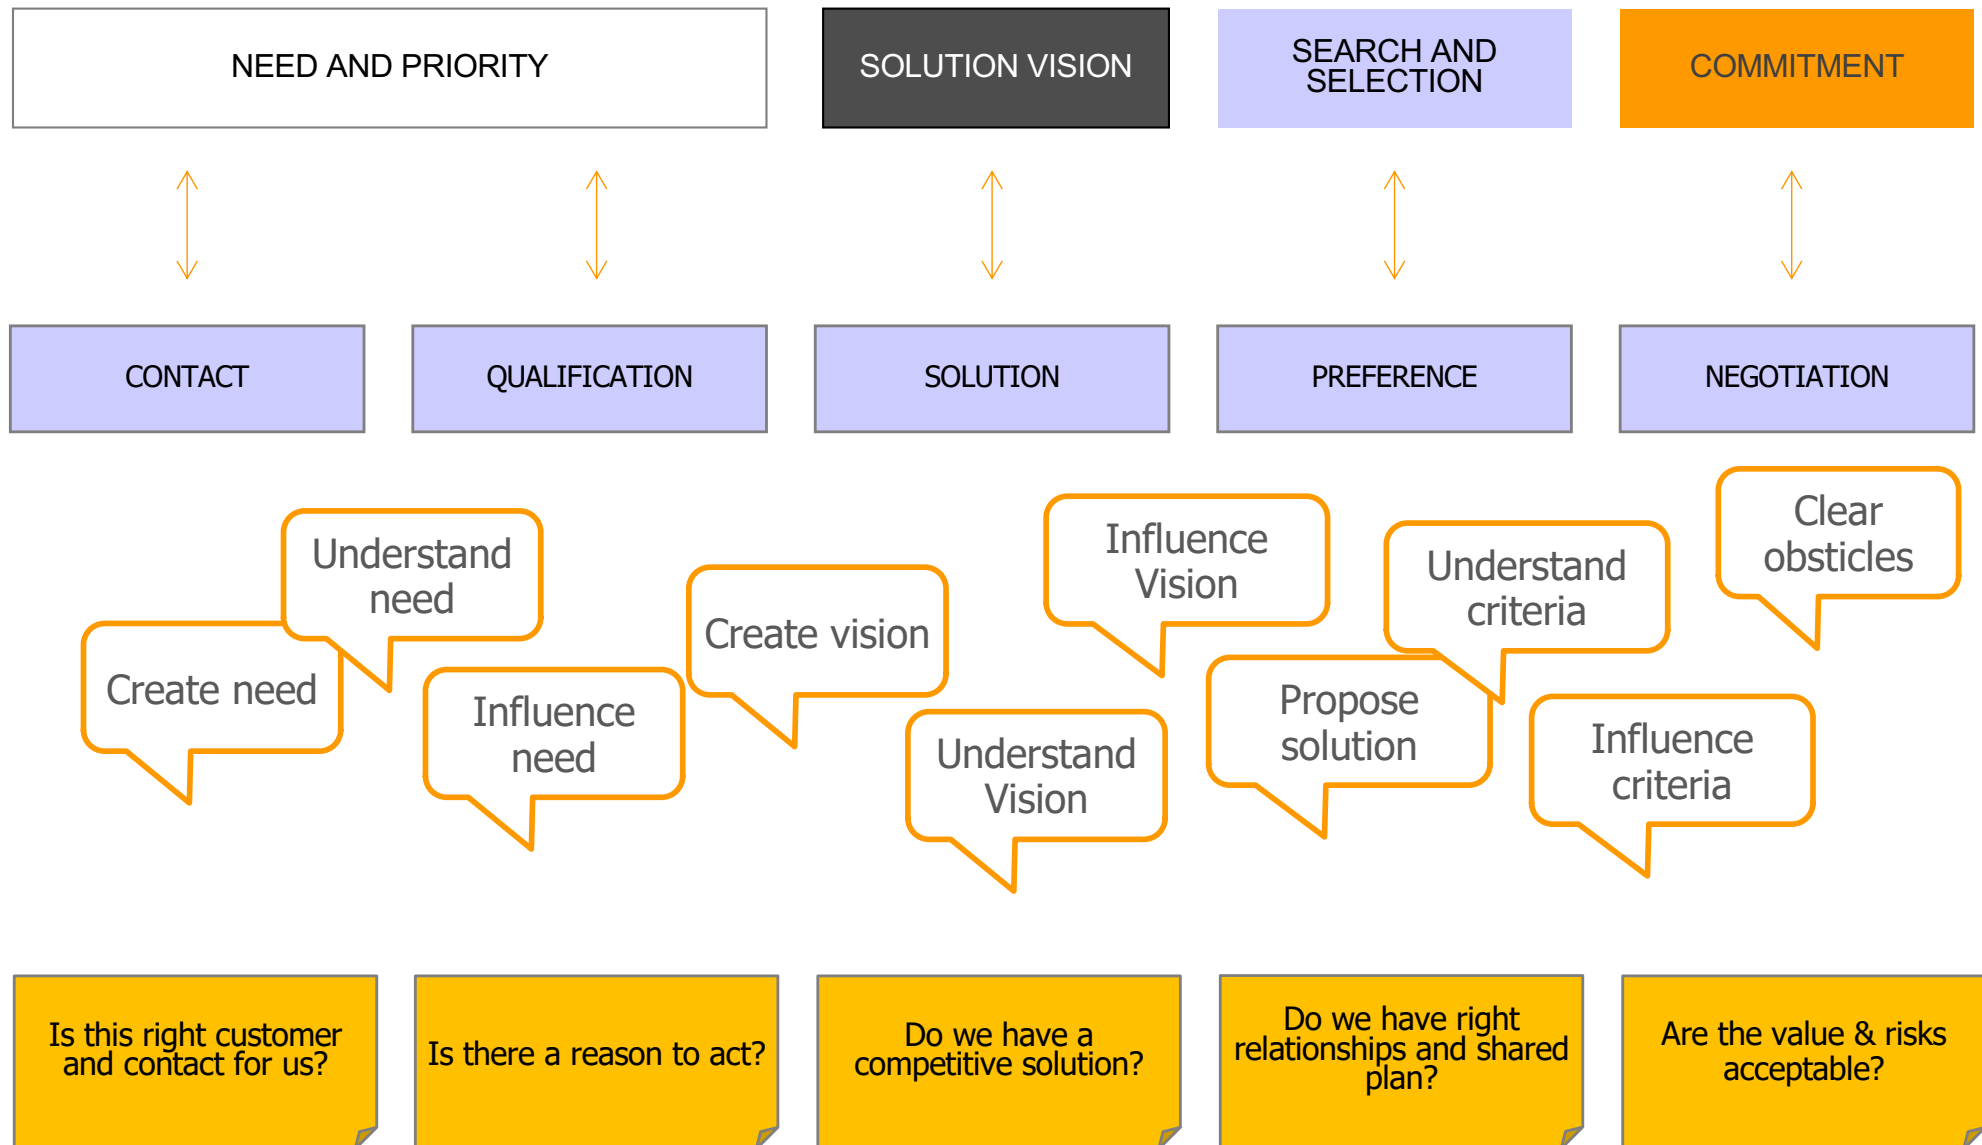 NEED AND PRIORITY
SOLUTION VISION
SEARCH AND
SELECTION
COMMITMENT
CONTACT
QUALIFICATION
SOLUTION
PREFERENCE
NEGOTIATION
Create need
Understand
need
Influence
need
Create vision
Understand
Vision
Influence
Vision
Propose
solution
Understand
criteria
Influence
criteria
Clear
obsticles
Is this right customer
and contact for us?
Is there a reason to act?
Do we have a
competitive solution?
Do we have right
relationships and shared
plan?
Are the value & risks
acceptable?